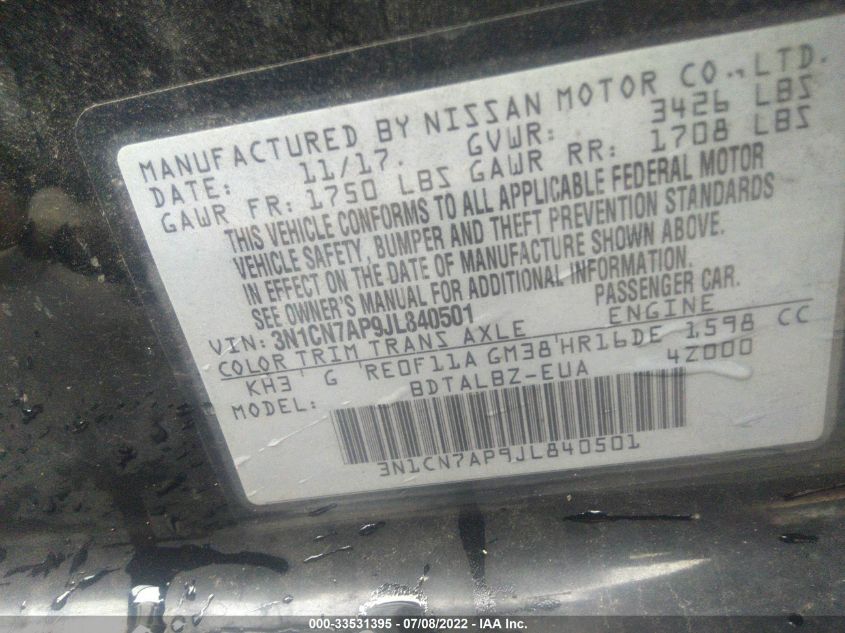 MANUFACTURED BY NISSAN MOTOR CO., LTD.
DATE: 11/17. GVWR: 3426 LBS
GAWR FR: 1750 LBS GAWR RR: 1708 LBS
THIS VEHICLE CONFORMS TO ALL APPLICABLE FEDERAL MOTOR
VEHICLE SAFETY, BUMPER AND THEFT PREVENTION STANDARDS
IN EFFECT ON THE DATE OF MANUFACTURE SHOWN ABOVE.
SEE OWNER'S MANUAL FOR ADDITIONAL INFORMATION.
VIN: 3N1CN7AP9JL840501 PASSENGER CAR.
COLOR TRIM TRANS AXLE ENGINE
KH3 G RE0F11A GM38 HR16DE 1598 CC
MODEL: BDTALBZ-EUA 4Z000
3N1CN7AP9JL840501
000-33531395 - 07/08/2022 - IAA Inc.